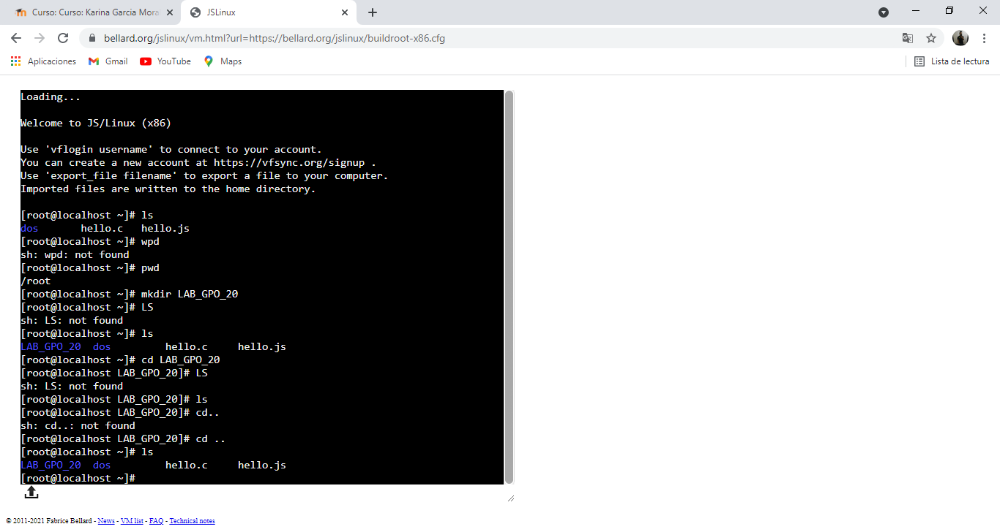 Curso: Curso: Karina Garcia Mora
JSLinux
bellard.org/jslinux/vm.html?url=https://bellard.org/jslinux/buildroot-x86.cfg
Aplicaciones Gmail YouTube Maps Lista de lectura
Loading...
Welcome to JS/Linux (x86)
Use 'vflogin username' to connect to your account.
You can create a new account at https://vfsync.org/signup .
Use 'export_file filename' to export a file to your computer.
Imported files are written to the home directory.
[root@localhost ~]# ls
dos       hello.c   hello.js
[root@localhost ~]# wpd
sh: wpd: not found
[root@localhost ~]# pwd
/root
[root@localhost ~]# mkdir LAB_GPO_20
[root@localhost ~]# LS
sh: LS: not found
[root@localhost ~]# ls
LAB_GPO_20  dos         hello.c     hello.js
[root@localhost ~]# cd LAB_GPO_20
[root@localhost LAB_GPO_20]# LS
sh: LS: not found
[root@localhost LAB_GPO_20]# ls
[root@localhost LAB_GPO_20]# cd..
sh: cd..: not found
[root@localhost LAB_GPO_20]# cd ..
[root@localhost ~]# ls
LAB_GPO_20  dos         hello.c     hello.js
[root@localhost ~]#
© 2011-2021 Fabrice Bellard - News - VM list - FAQ - Technical notes